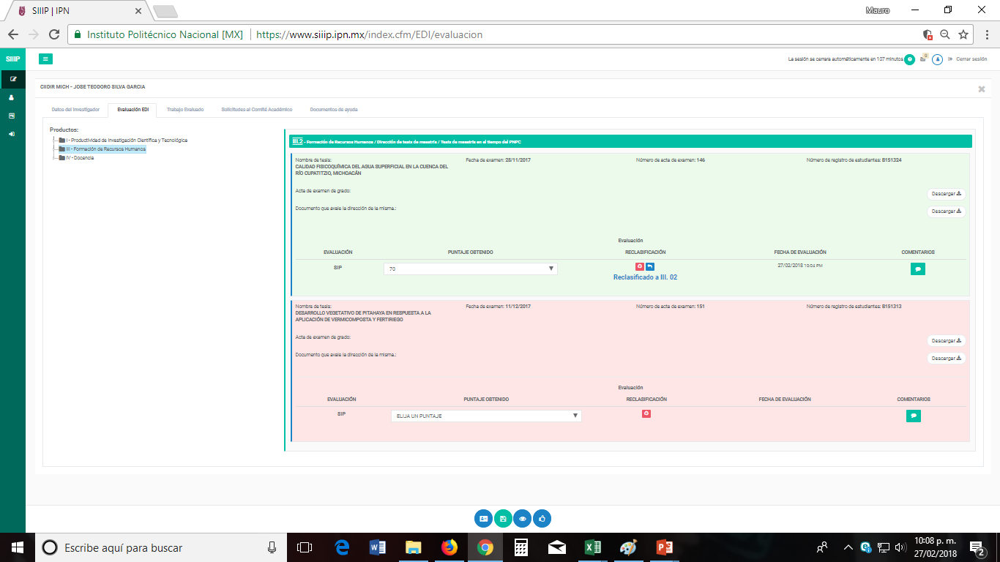 SIIIP | IPN
Mauro
Instituto Politécnico Nacional [MX] | https://www.siiip.ipn.mx/index.cfm/EDI/evaluacion
SIIIP
La sesión se cerrara automáticamente en 107 minutos
0
Cerrar sesión
CIIDIR MICH - JOSE TEODORO SILVA GARCIA
Datos del Investigador
Evaluación EDI
Trabajo Evaluado
Solicitudes al Comité Académico
Documentos de ayuda
Productos:
I - Productividad de Investigación Científica y Tecnológica
III - Formación de Recursos Humanos
IV - Docencia
III.2 - Formación de Recursos Humanos / Dirección de tesis de maestría / Tesis de maestría en el tiempo del PNPC
Nombre de tesis: Fecha de examen: 28/11/2017 Número de acta de examen: 146 Número de registro de estudiantes: B151324
CALIDAD FISICOQUÍMICA DEL AGUA SUPERFICIAL EN LA CUENCA DEL
RÍO CUPATITZIO, MICHOACÁN
Acta de examen de grado: Descargar
Documento que avale la dirección de la misma.: Descargar
Evaluación
EVALUACIÓN PUNTAJE OBTENIDO RECLASIFICACIÓN FECHA DE EVALUACIÓN COMENTARIOS
SIP 70 27/02/2018 10:04 PM
Reclasificado a III. 02
Nombre de tesis: Fecha de examen: 11/12/2017 Número de acta de examen: 151 Número de registro de estudiantes: B151313
DESARROLLO VEGETATIVO DE PITAHAYA EN RESPUESTA A LA
APLICACIÓN DE VERMICOMPOSTA Y FERTIRIEGO
Acta de examen de grado: Descargar
Documento que avale la dirección de la misma.: Descargar
Evaluación
EVALUACIÓN PUNTAJE OBTENIDO RECLASIFICACIÓN FECHA DE EVALUACIÓN COMENTARIOS
SIP ELIJA UN PUNTAJE
Escribe aquí para buscar
10:08 p. m.
27/02/2018
2